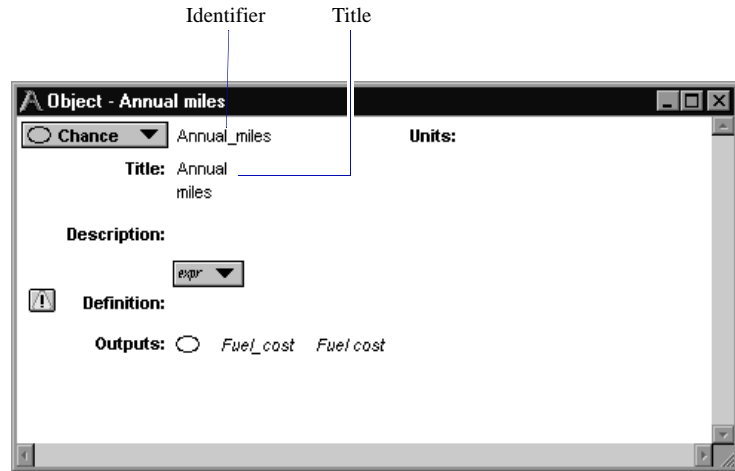 Identifier Title
Object - Annual miles
Chance Annual_miles Units:
Title: Annual
miles
Description:
expr
Definition:
Outputs: Fuel_cost Fuel cost